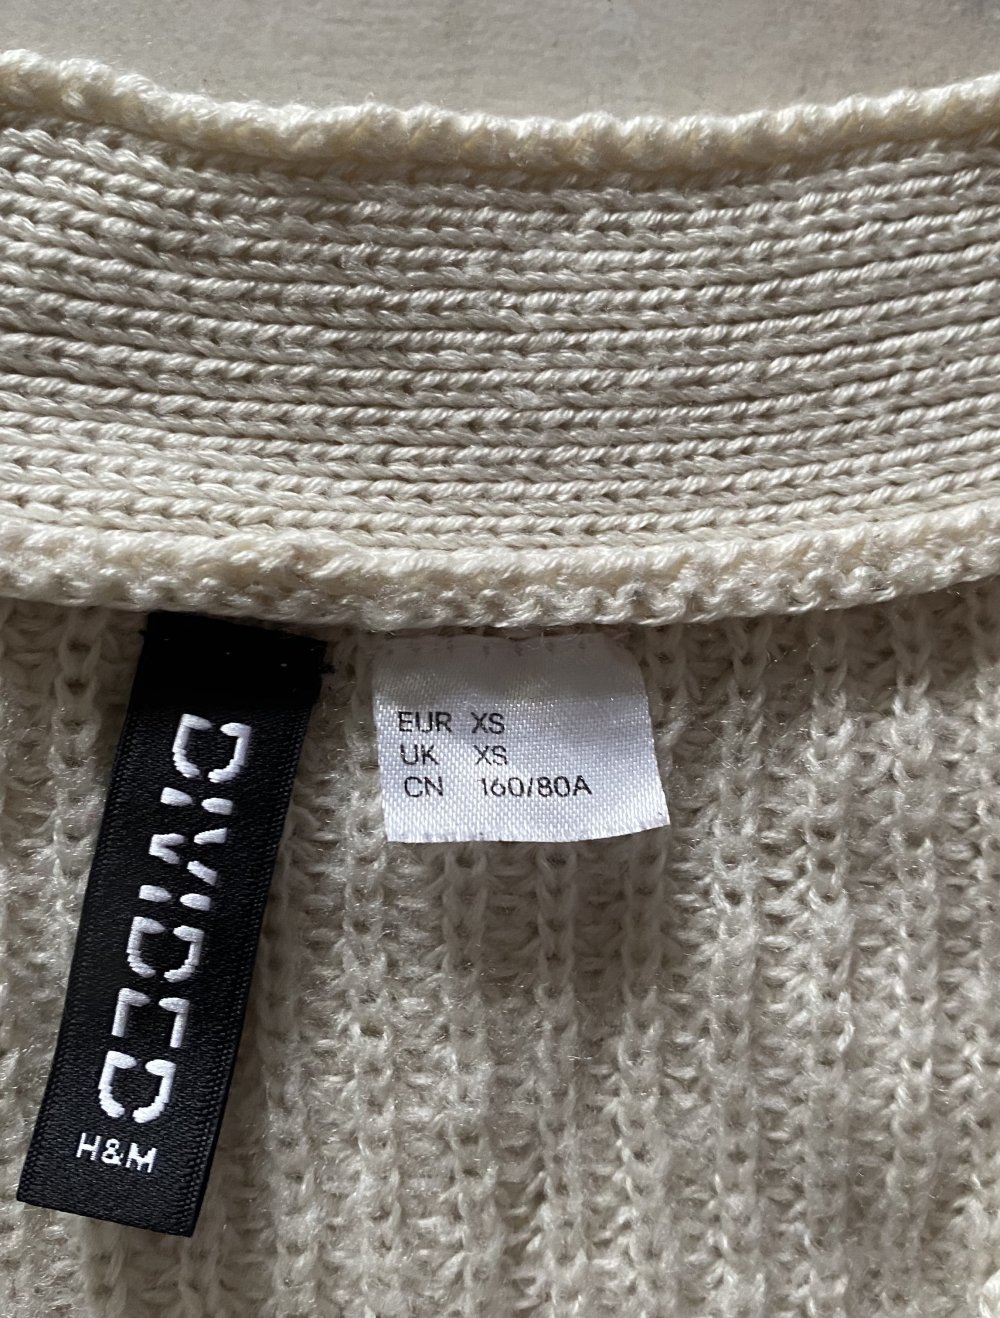 DIVIDED
H&M
EUR XS
UK XS
CN 160/80A